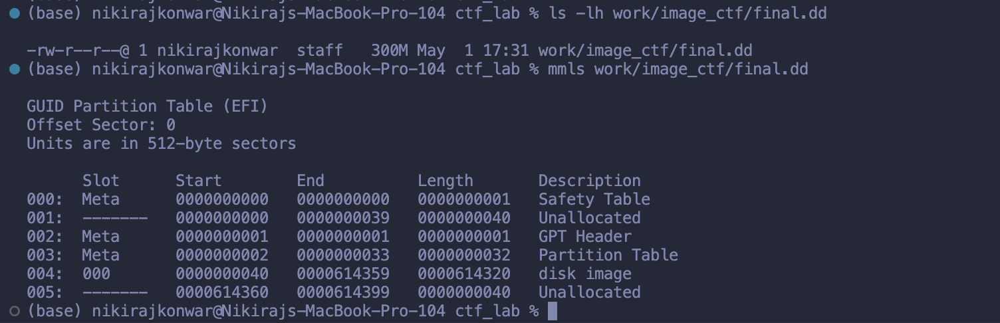 (base) nikirajkonwar@Nikirajs-MacBook-Pro-104 ctf_lab % ls -lh work/image_ctf/final.dd
-rw-r--r--@ 1 nikirajkonwar  staff   300M May  1 17:31 work/image_ctf/final.dd
(base) nikirajkonwar@Nikirajs-MacBook-Pro-104 ctf_lab % mmls work/image_ctf/final.dd
GUID Partition Table (EFI)
Offset Sector: 0
Units are in 512-byte sectors
      Slot      Start        End          Length       Description
000:  Meta      0000000000   0000000000   0000000001   Safety Table
001:  -------   0000000000   0000000039   0000000040   Unallocated
002:  Meta      0000000001   0000000001   0000000001   GPT Header
003:  Meta      0000000002   0000000033   0000000032   Partition Table
004:  000       0000000040   0000614359   0000614320   disk image
005:  -------   0000614360   0000614399   0000000040   Unallocated
(base) nikirajkonwar@Nikirajs-MacBook-Pro-104 ctf_lab %